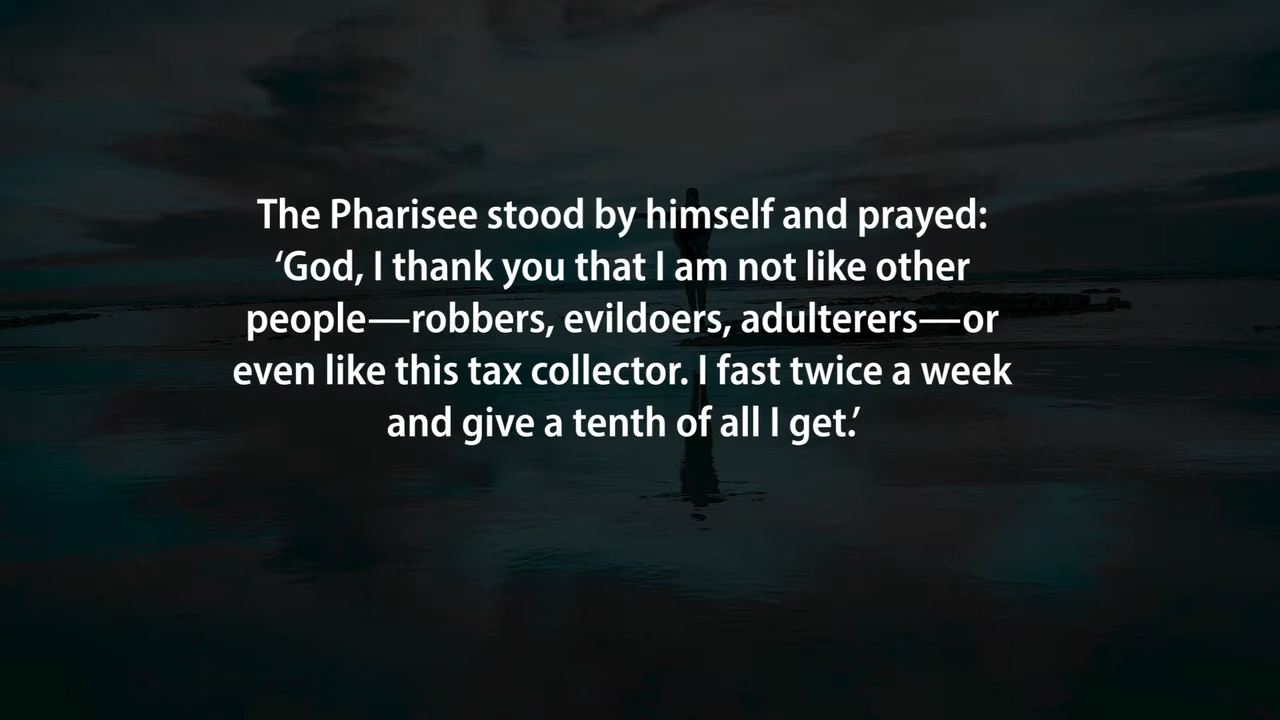 The Pharisee stood by himself and prayed:
‘God, I thank you that I am not like other
people—robbers, evildoers, adulterers—or
even like this tax collector. I fast twice a week
and give a tenth of all I get.’